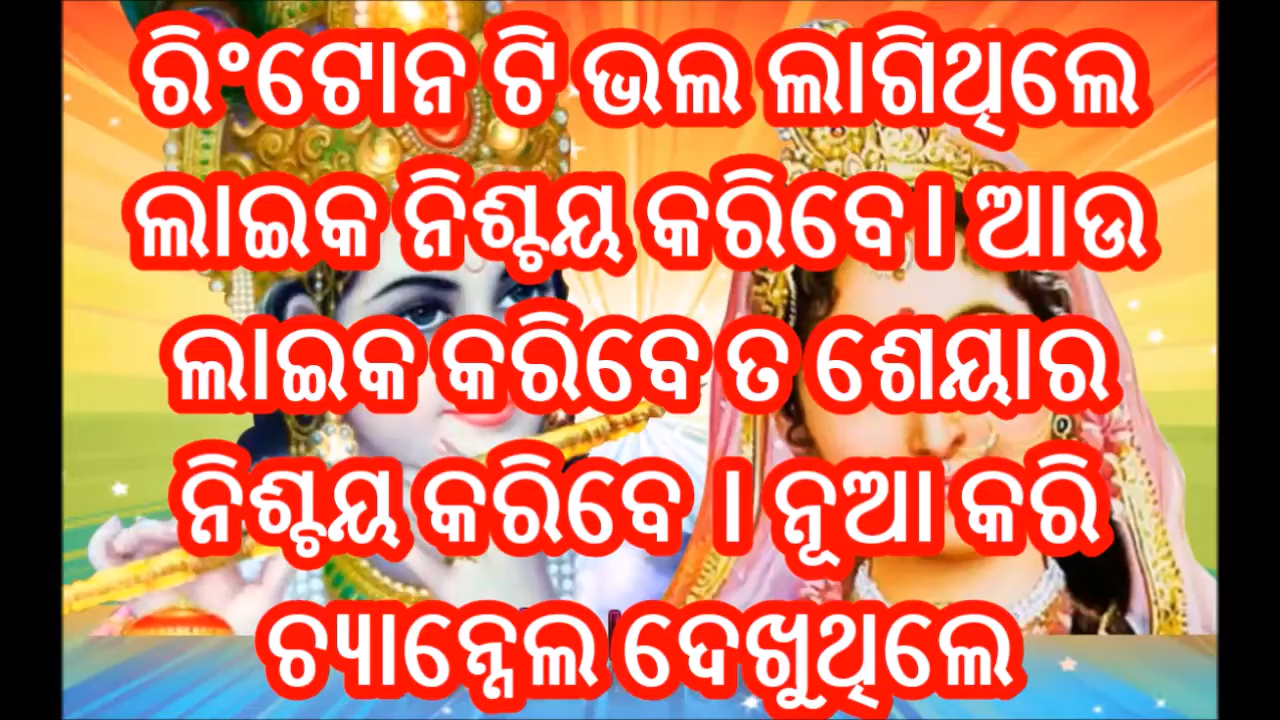 ରିଂଟୋନ ଟି ଭଲ ଲାଗିଥିଲେ
ଲାଇକ ନିଶ୍ଚୟ କରିବେ। ଆଉ
ଲାଇକ କରିବେ ତ ଶେୟାର
ନିଶ୍ଚୟ କରିବେ । ନୂଆ କରି
ଚ୍ୟାନ୍ନେଲ ଦେଖୁଥିଲେ